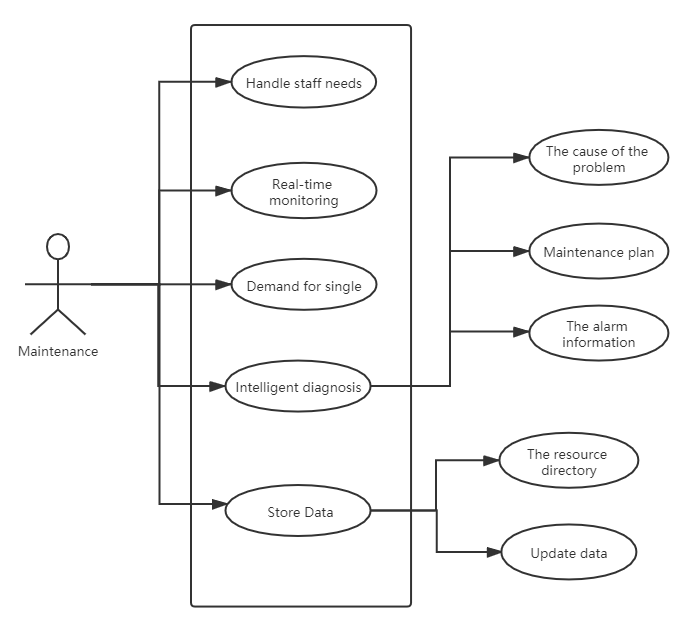 Handle staff needs
Real-time
monitoring
Demand for single
Intelligent diagnosis
Store Data
Maintenance
The cause of the
problem
Maintenance plan
The alarm
information
The resource
directory
Update data